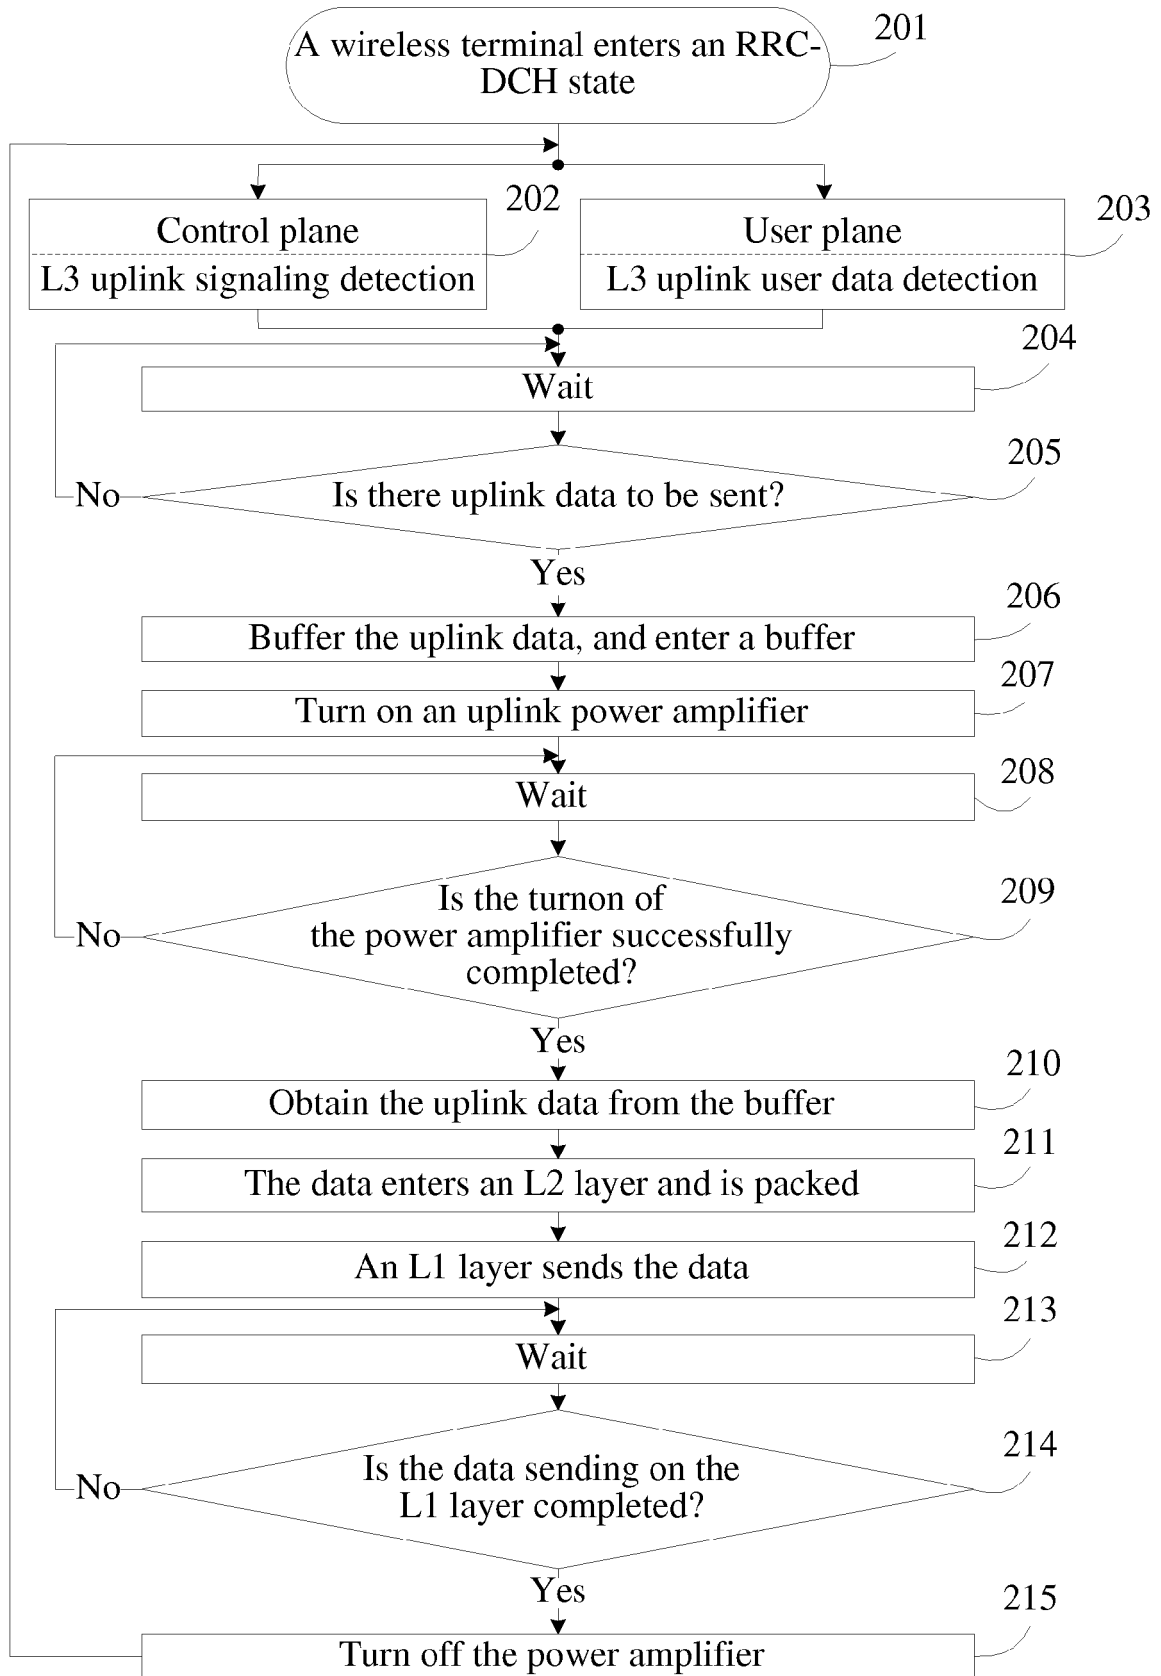 A wireless terminal enters an RRC-
DCH state
201
Control plane
L3 uplink signaling detection
202
User plane
L3 uplink user data detection
203
Wait
204
Is there uplink data to be sent?
205
No
Yes
Buffer the uplink data, and enter a buffer
206
Turn on an uplink power amplifier
207
Wait
208
Is the turnon of
the power amplifier successfully
completed?
209
No
Yes
Obtain the uplink data from the buffer
210
The data enters an L2 layer and is packed
211
An L1 layer sends the data
212
Wait
213
Is the data sending on the
L1 layer completed?
214
No
Yes
Turn off the power amplifier
215